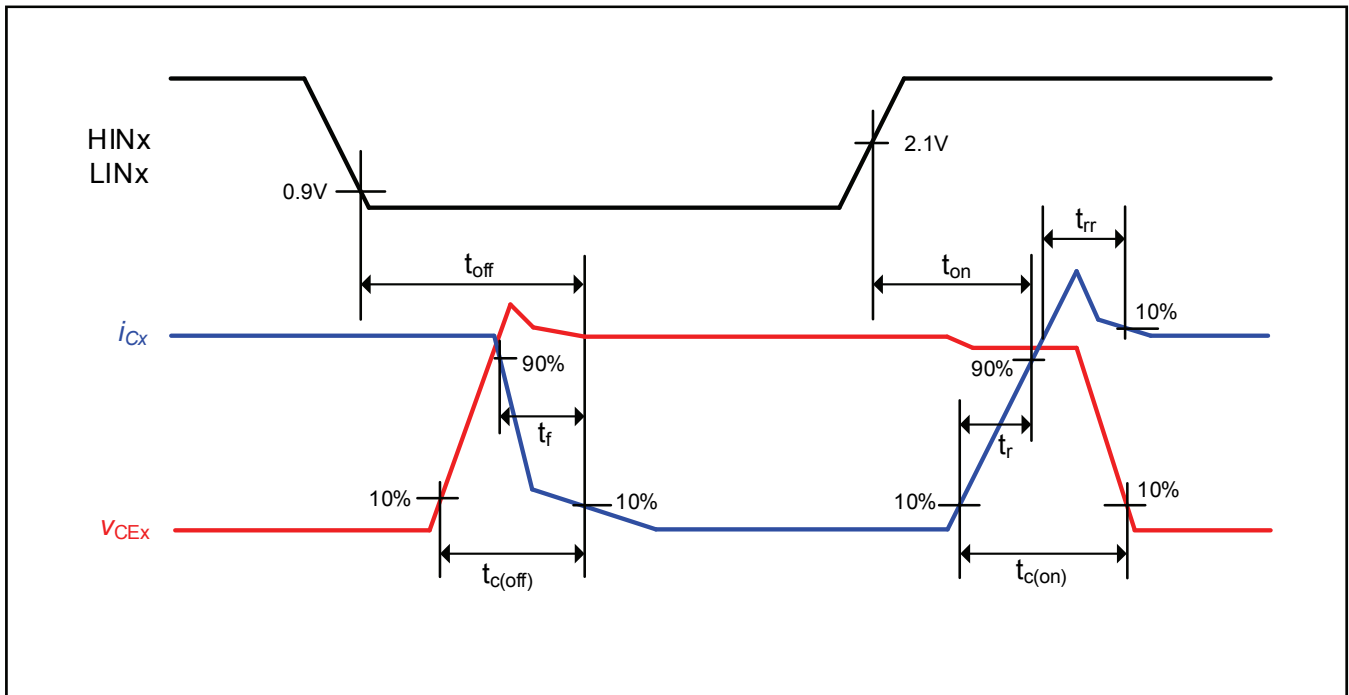 HINx
LINx
0.9V
2.1V
trr
toff
ton
iCx
10%
90%
90%
tf
tr
10%
10%
10%
10%
vCEx
tc(off)
tc(on)